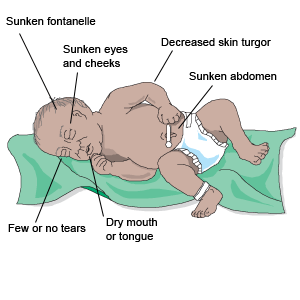 Sunken fontanelle
Sunken eyes
and cheeks
Decreased skin turgor
Sunken abdomen
Few or no tears
Dry mouth
or tongue